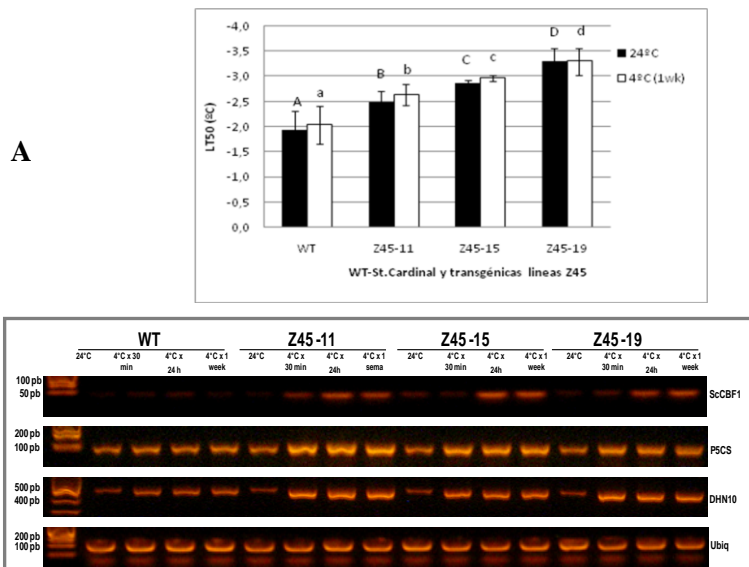 A
LT50 (ºC)
-4,0
-3,5
-3,0
-2,5
-2,0
-1,5
-1,0
-0,5
0,0
A
a
B
b
C
c
D
d
24ºC
4ºC (1wk)
WT
Z45-11
Z45-15
Z45-19
WT-St.Cardinal y transgénicas lineas Z45
WT
Z45-11
Z45-15
Z45-19
24°C
4°C x 30 min
4°C x 24 h
4°C x 1 week
24°C
4°C x 30 min
4°C x 24h
4°C x 1 sema
24°C
4°C x 30 min
4°C x 24h
4°C x 1 week
24°C
4°C x 30 min
4°C x 24 h
4°C x 1 week
100 pb
50 pb
ScCBF1
200 pb
100 pb
P5CS
500 pb
400 pb
DHN10
200 pb
100 pb
Ubiq